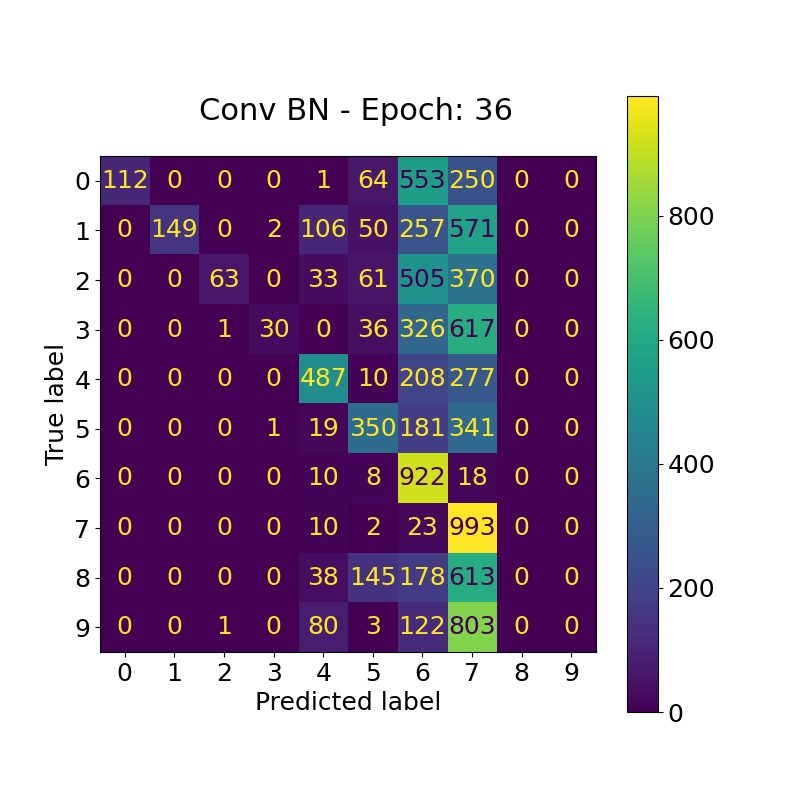 Conv BN - Epoch: 36
0 112 0 0 0 1 64 553 250 0 0
1 0 149 0 2 106 50 257 571 0 0
2 0 0 63 0 33 61 505 370 0 0
3 0 0 1 30 0 36 326 617 0 0
4 0 0 0 0 487 10 208 277 0 0
5 0 0 0 1 19 350 181 341 0 0
6 0 0 0 0 10 8 922 18 0 0
7 0 0 0 0 10 2 23 993 0 0
8 0 0 0 0 38 145 178 613 0 0
9 0 0 1 0 80 3 122 803 0 0
0 1 2 3 4 5 6 7 8 9
Predicted label
True label
800
600
400
200
0